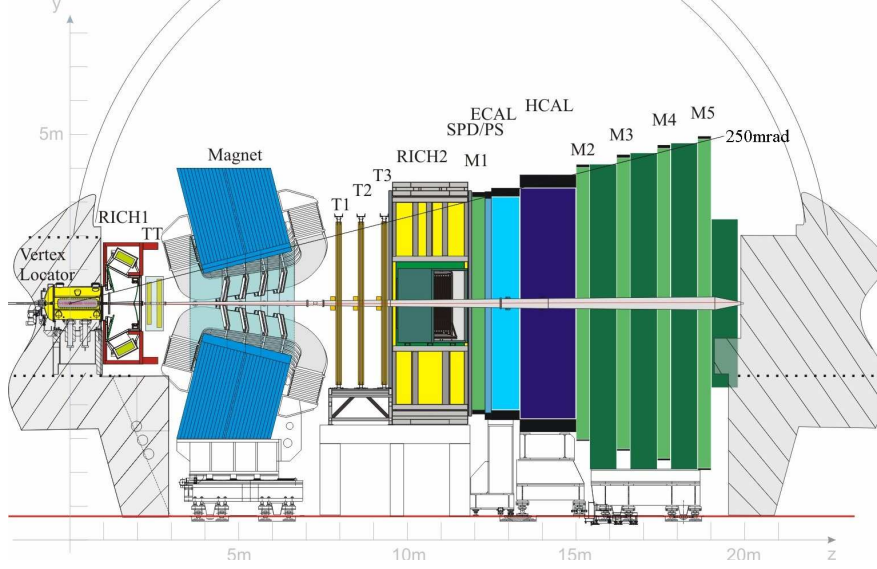 y
5m
Magnet
RICH1
TT
Vertex
Locator
T1
T2
T3
RICH2
M1
SPD/PS
ECAL
HCAL
M2
M3
M4
M5
250mrad
5m
10m
15m
20m
z